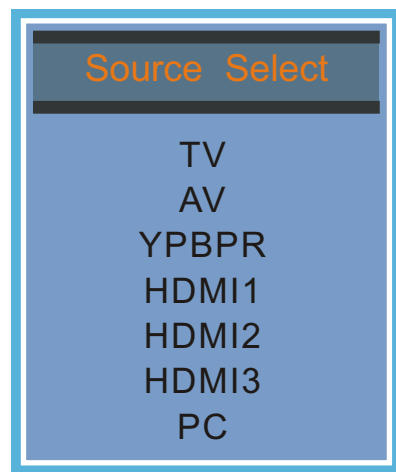 Source Select
TV
AV
YPBPR
HDMI1
HDMI2
HDMI3
PC